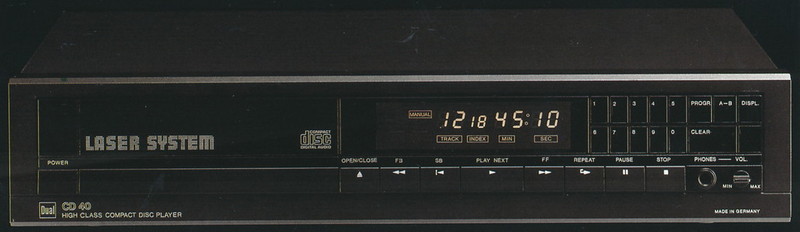 MANUAL
12 18 45:10
TRACK INDEX MIN SEC
1 2 3 4 5 PROGR A-B DISPL.
6 7 8 9 0 CLEAR
LASER SYSTEM
COMPACT
disc
DIGITAL AUDIO
POWER
OPEN/CLOSE FB SB PLAY NEXT FF REPEAT PAUSE STOP PHONES VOL.
MIN MAX
Dual CD 40
HIGH CLASS COMPACT DISC PLAYER
MADE IN GERMANY